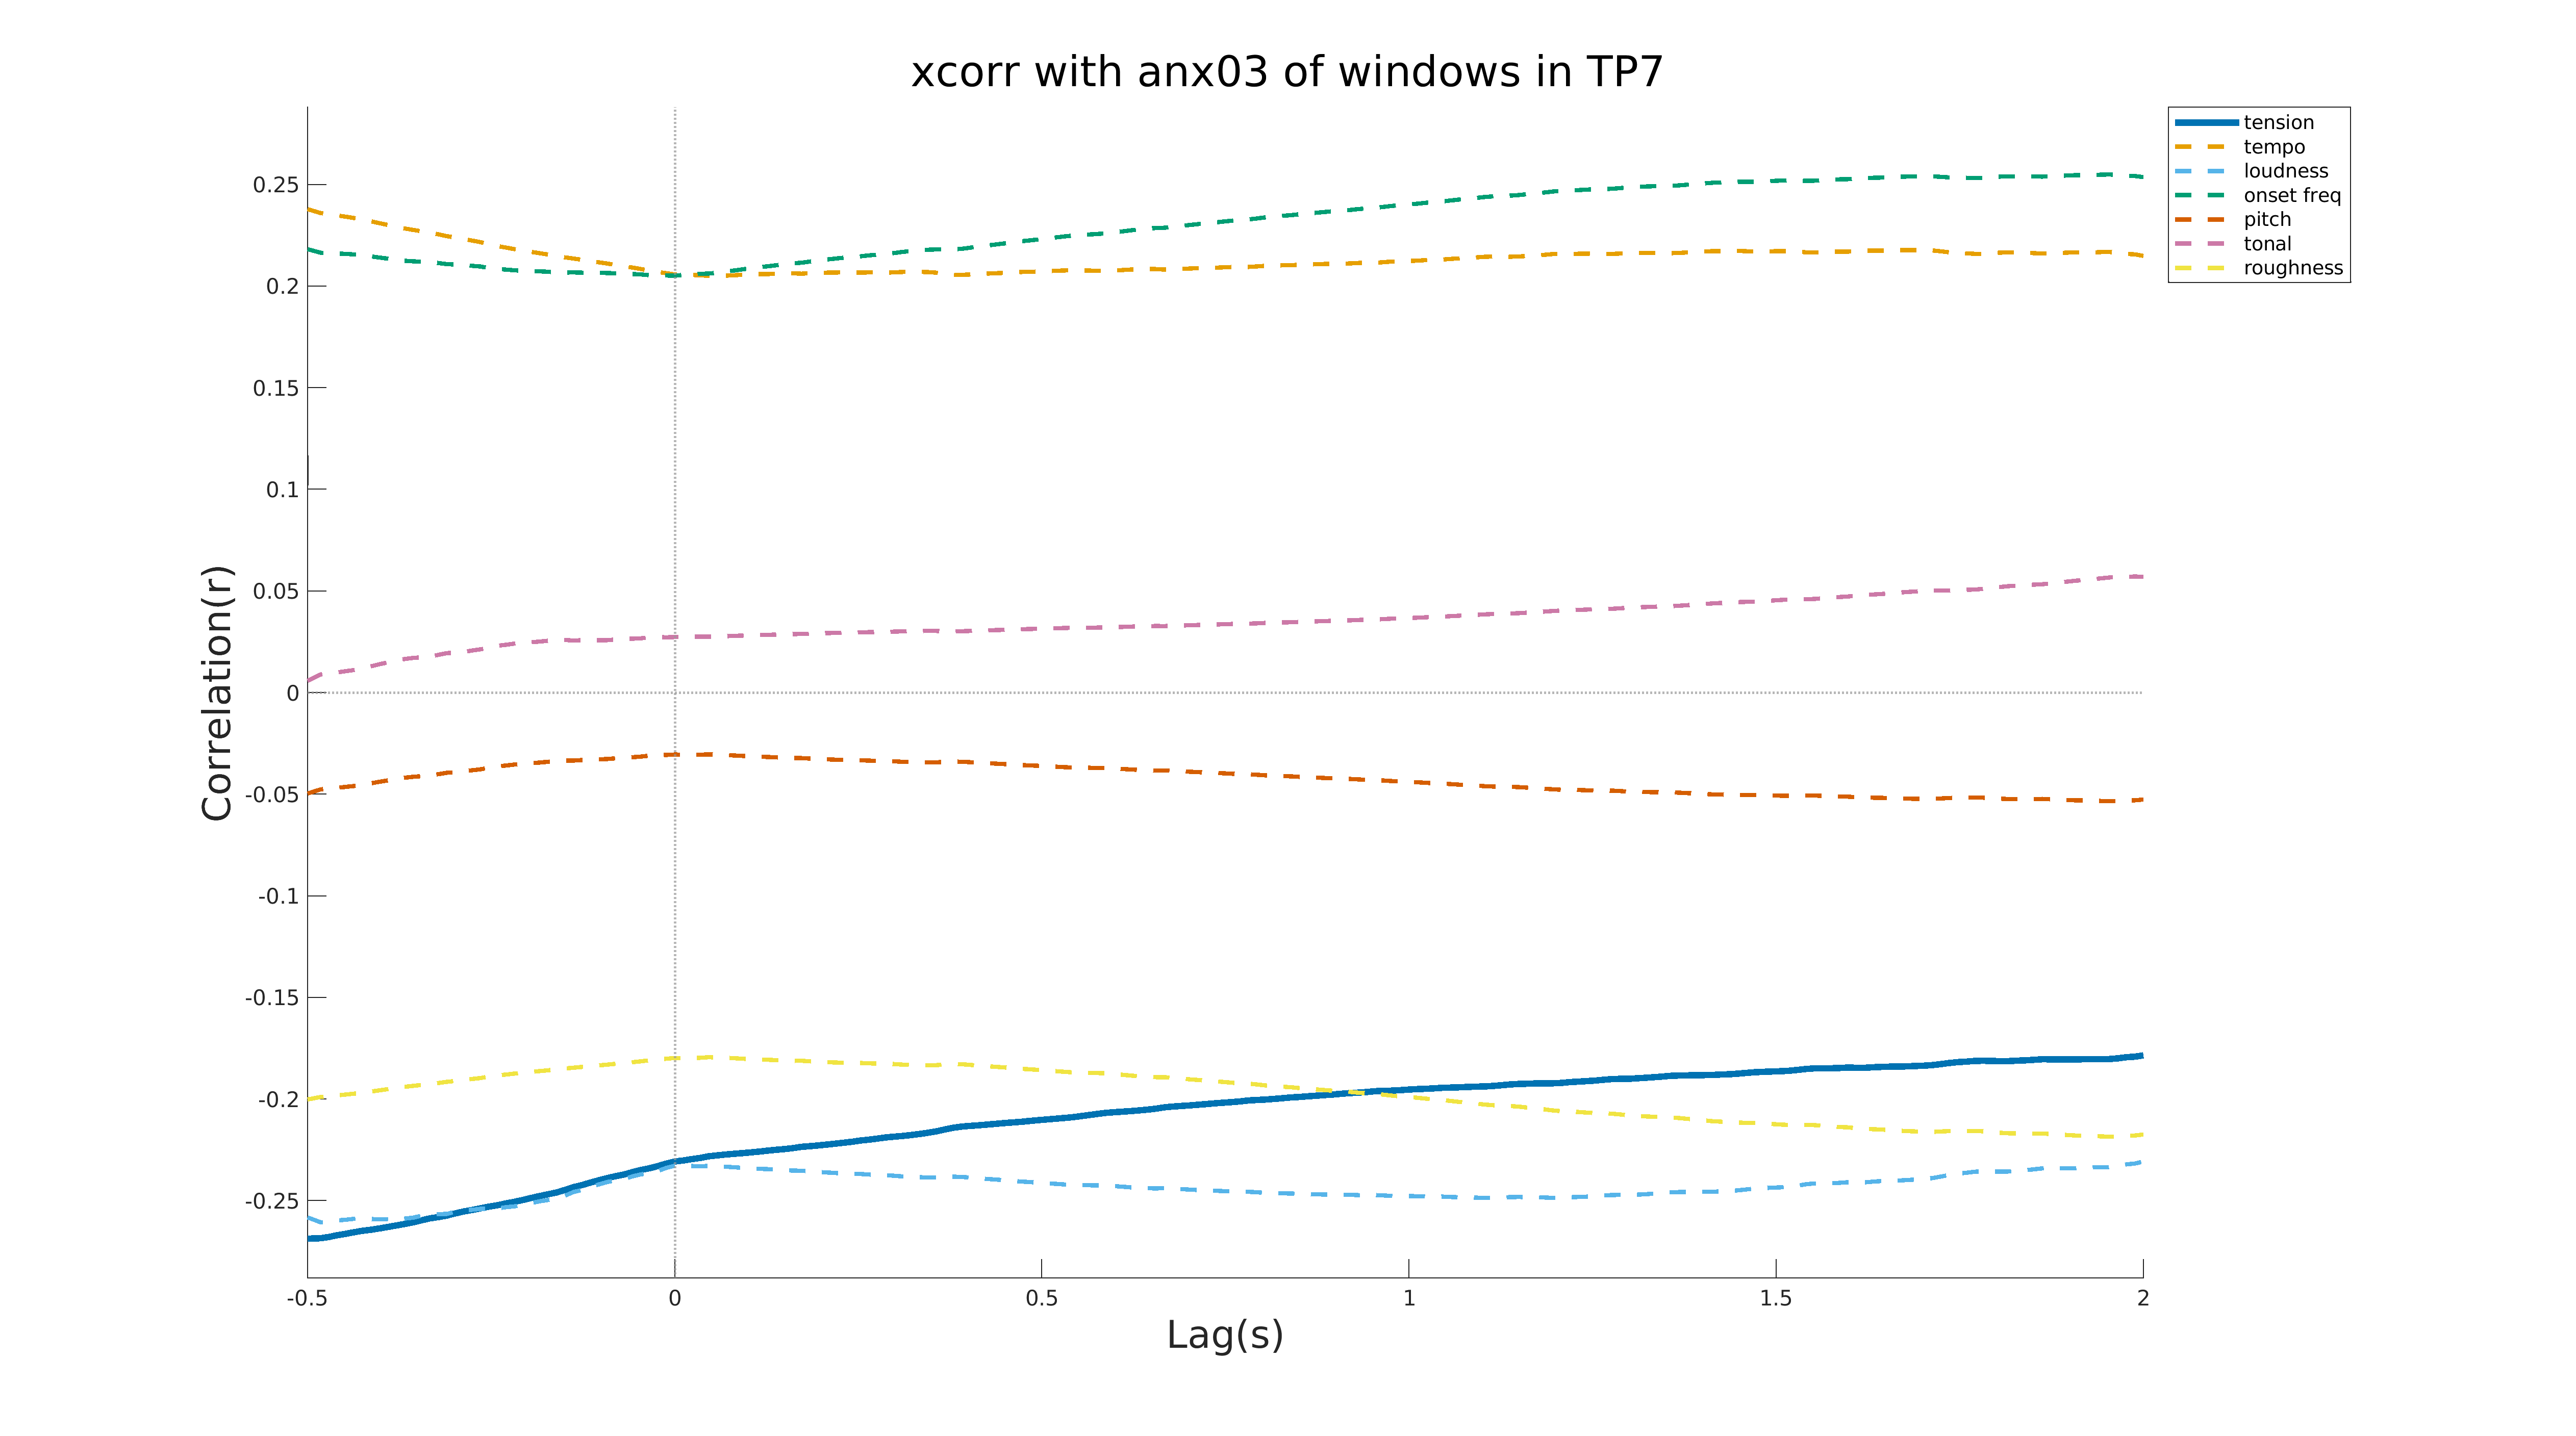 xcorr with anx03 of windows in TP7
tension
tempo
loudness
onset freq
pitch
tonal
roughness
0.25
0.2
0.15
0.1
0.05
0
-0.05
-0.1
-0.15
-0.2
-0.25
Correlation(r)
-0.5 0 0.5 1 1.5 2
Lag(s)